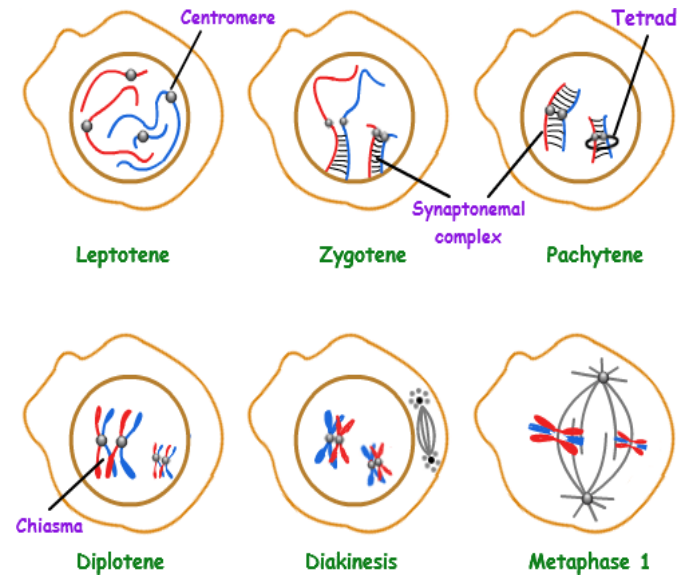 Centromere
Tetrad
Synaptonemal
complex
Leptotene
Zygotene
Pachytene
Chiasma
Diplotene
Diakinesis
Metaphase 1